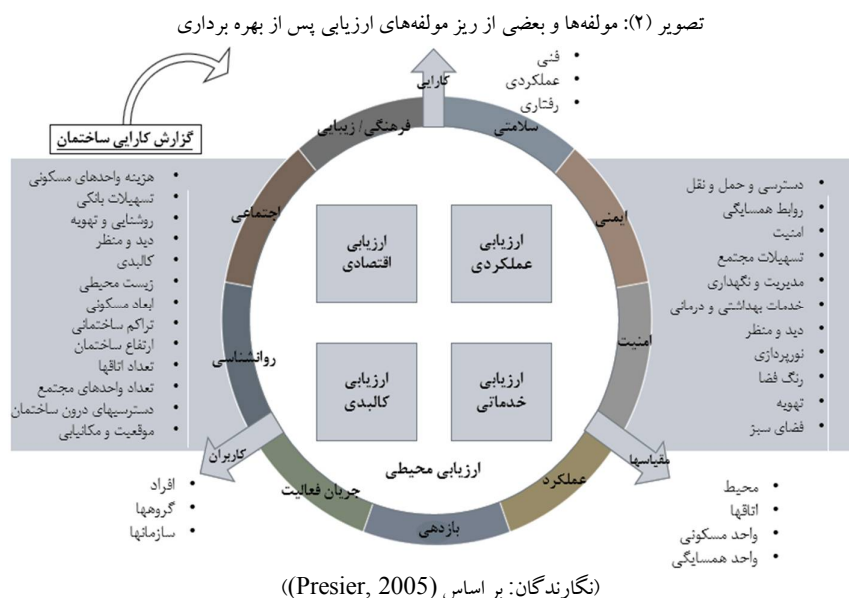 تصویر (۲): مولفه‌ها و بعضی از ریز مولفه‌های ارزیابی پس از بهره برداری
• فنی
• عملکردی
• رفتاری
کارایی
گزارش کارایی ساختمان
فرهنگی/ زیبایی
سلامتی
ایمنی
امنیت
عملکرد
بازدهی
جریان فعالیت
روانشناسی
اجتماعی
• دسترسی و حمل و نقل
• روابط همسایگی
• امنیت
• تسهیلات مجتمع
• مدیریت و نگهداری
• خدمات بهداشتی و درمانی
• دید و منظر
• نورپردازی
• رنگ فضا
• تهویه
• فضای سبز
ارزیابی
عملکردی
ارزیابی
اقتصادی
ارزیابی
خدماتی
ارزیابی
کالبدی
ارزیابی محیطی
• هزینه واحدهای مسکونی
• تسهیلات بانکی
• روشنایی و تهویه
• دید و منظر
• کالبدی
• زیست محیطی
• ابعاد مسکونی
• تراکم ساختمانی
• ارتفاع ساختمان
• تعداد اتاقها
• تعداد واحدهای مجتمع
• دسترسیهای درون ساختمان
• موقعیت و مکانیابی
مقیاسها
• محیط
• اتاقها
• واحد مسکونی
• واحد همسایگی
کاربران
• افراد
• گروهها
• سازمانها
(نگارندگان: بر اساس (Presier, 2005))